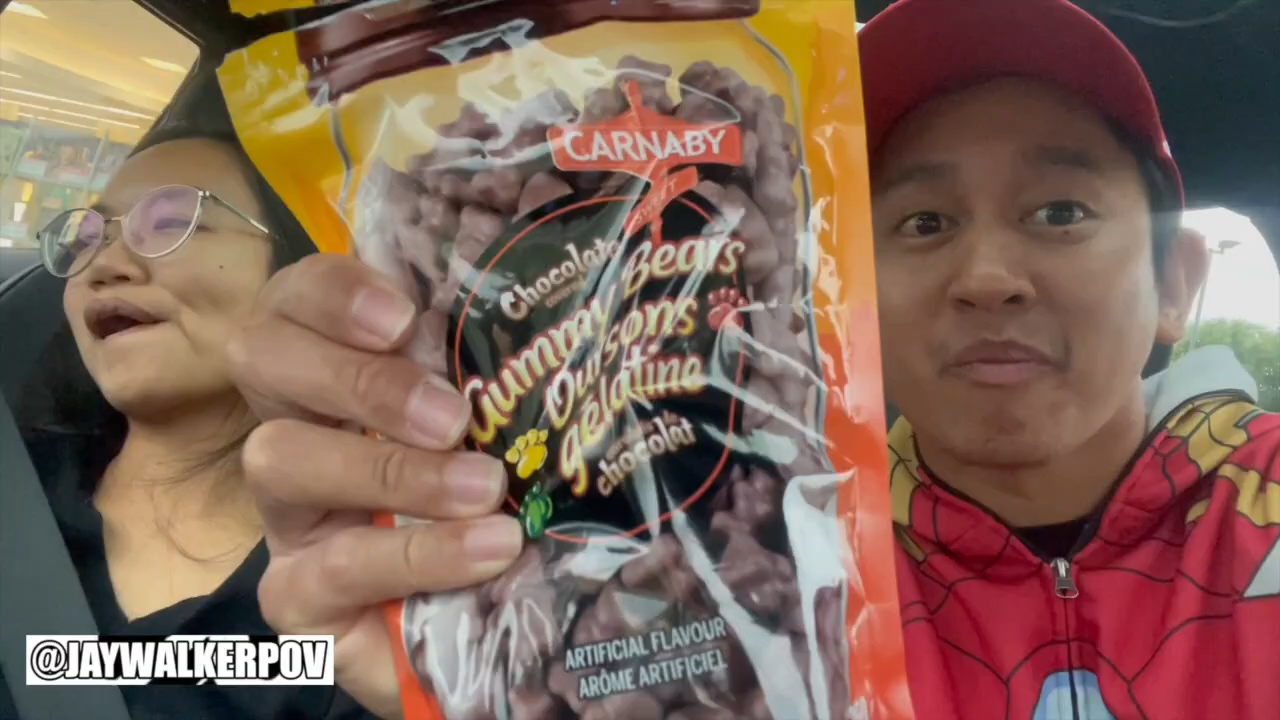 CARNABY
Chocolate
Gummy Bears
Oursons
gélatine
chocolat
ARTIFICIAL FLAVOUR
ARÔME ARTIFICIEL
@JAYWALKERPOV